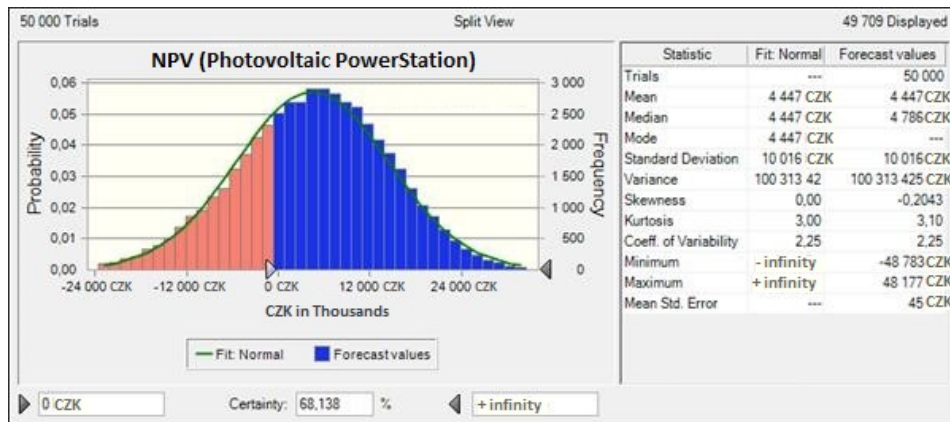 50 000 Trials Split View 49 709 Displayed
NPV (Photovoltaic PowerStation)
Probability
0,06
0,05
0,04
0,03
0,02
0,01
0,00
3 000
2 500
2 000
1 500
1 000
500
0
Frequency
-24 000 CZK -12 000 CZK 0 CZK 12 000 CZK 24 000 CZK
CZK in Thousands
Fit: Normal Forecast values
Statistic Fit: Normal Forecast values
Trials --- 50 000
Mean 4 447 CZK 4 447CZK
Median 4 447 CZK 4 786CZK
Mode 4 447 CZK ---
Standard Deviation 10 016 CZK 10 016CZK
Variance 100 313 42 100 313 425 CZK
Skewness 0,00 -0,2043
Kurtosis 3,00 3,10
Coeff. of Variability 2,25 2,25
Minimum - infinity -48 783 CZK
Maximum + infinity 48 177 CZK
Mean Std. Error --- 45 CZK
0 CZK Certainty: 68,138 % + infinity